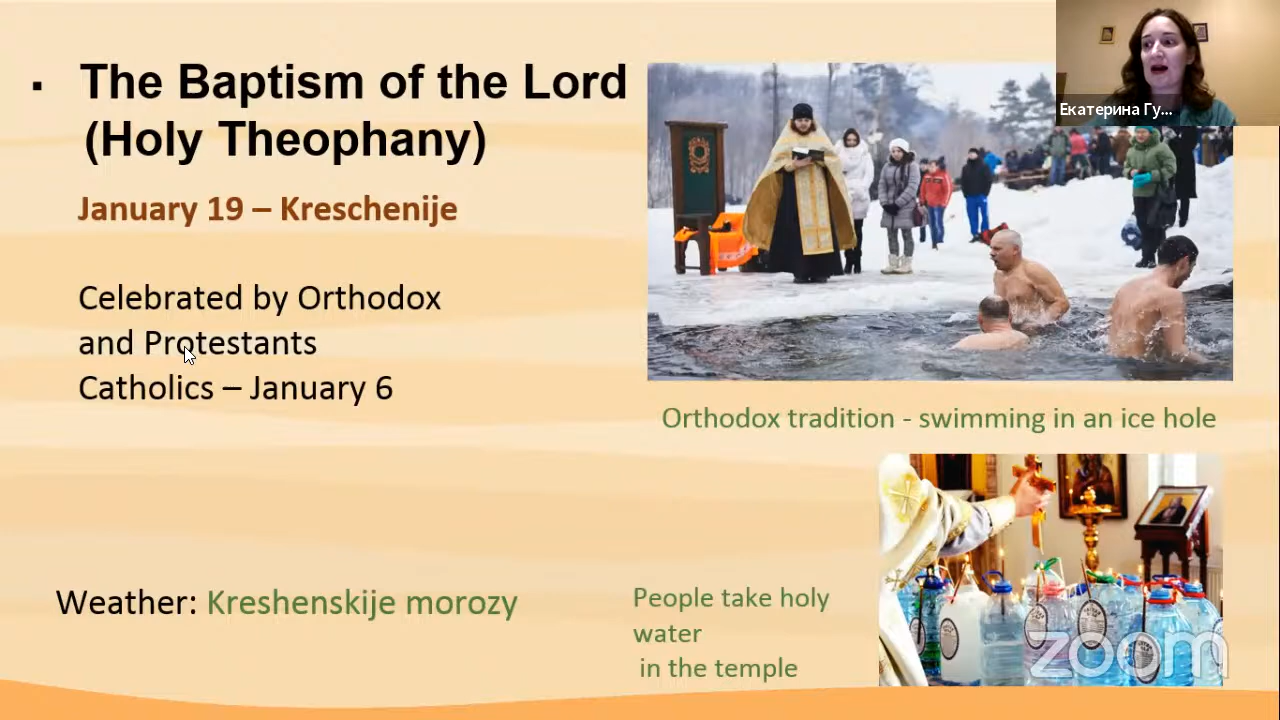 ▪ The Baptism of the Lord
(Holy Theophany)
January 19 – Kreschenije
Celebrated by Orthodox
and Protestants
Catholics – January 6
Weather: Kreshenskije morozy
Екатерина Гу...
Orthodox tradition - swimming in an ice hole
People take holy
water
in the temple
zoom